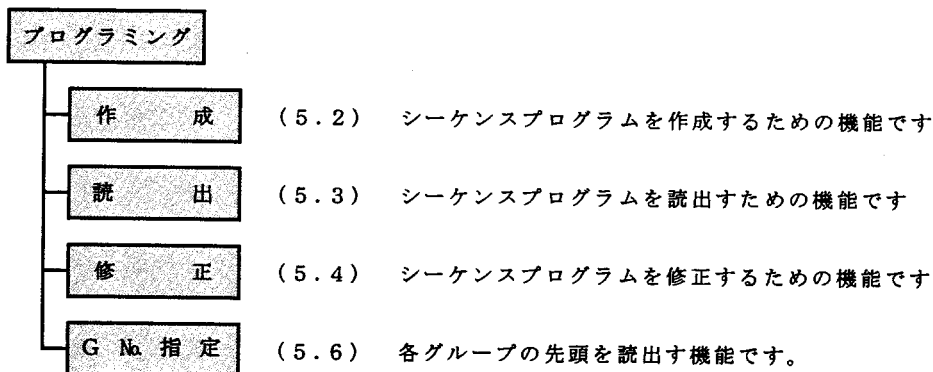 プログラミング
作成 (5.2) シーケンスプログラムを作成するための機能です
読出 (5.3) シーケンスプログラムを読出すための機能です
修正 (5.4) シーケンスプログラムを修正するための機能です
G No.指定 (5.6) 各グループの先頭を読出す機能です。